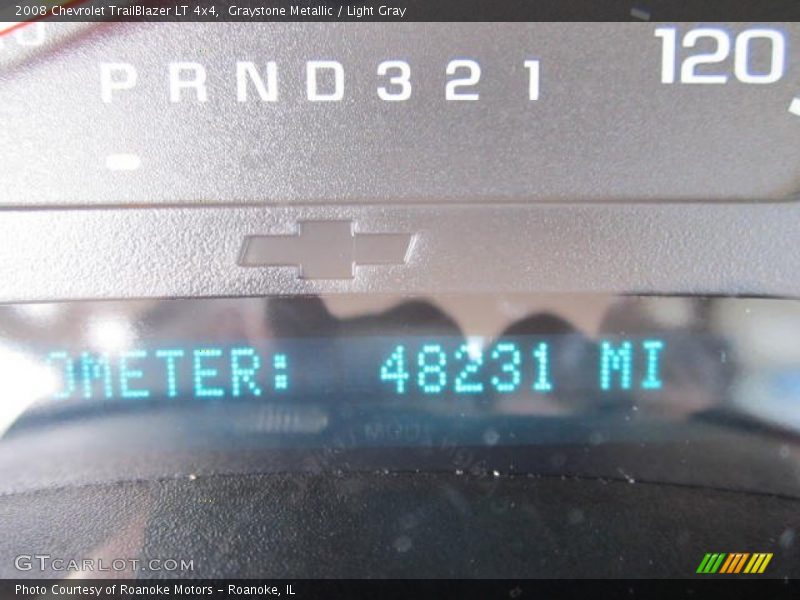 2008 Chevrolet TrailBlazer LT 4x4, Graystone Metallic / Light Gray
P R N D 3 2 1
120
OMETER: 48231 MI
GTCARLOT.COM
Photo Courtesy of Roanoke Motors - Roanoke, IL